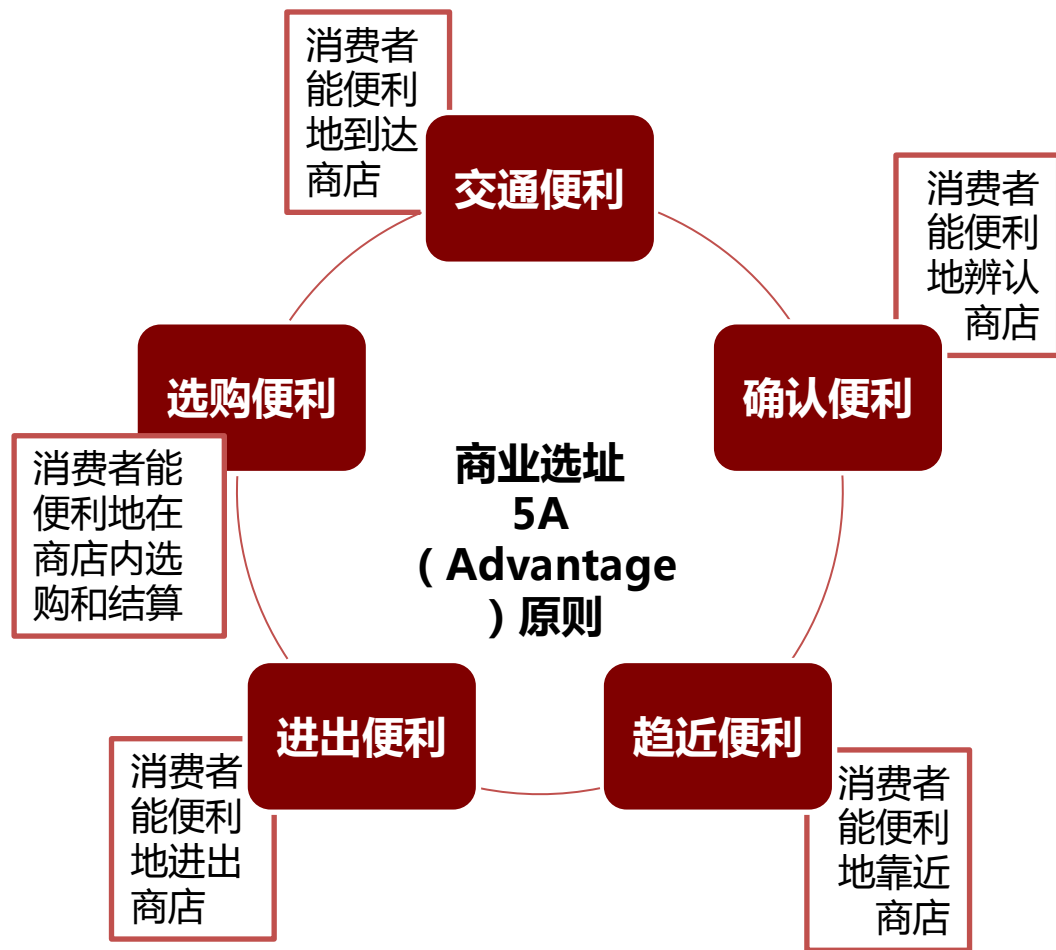 消费者
能便利
地到达
商店
交通便利
消费者
能便利
地辨认
商店
确认便利
选购便利
消费者能
便利地在
商店内选
购和结算
商业选址
5A
（Advantage
）原则
进出便利
消费者
能便利
地进出
商店
趋近便利
消费者
能便利
地靠近
商店